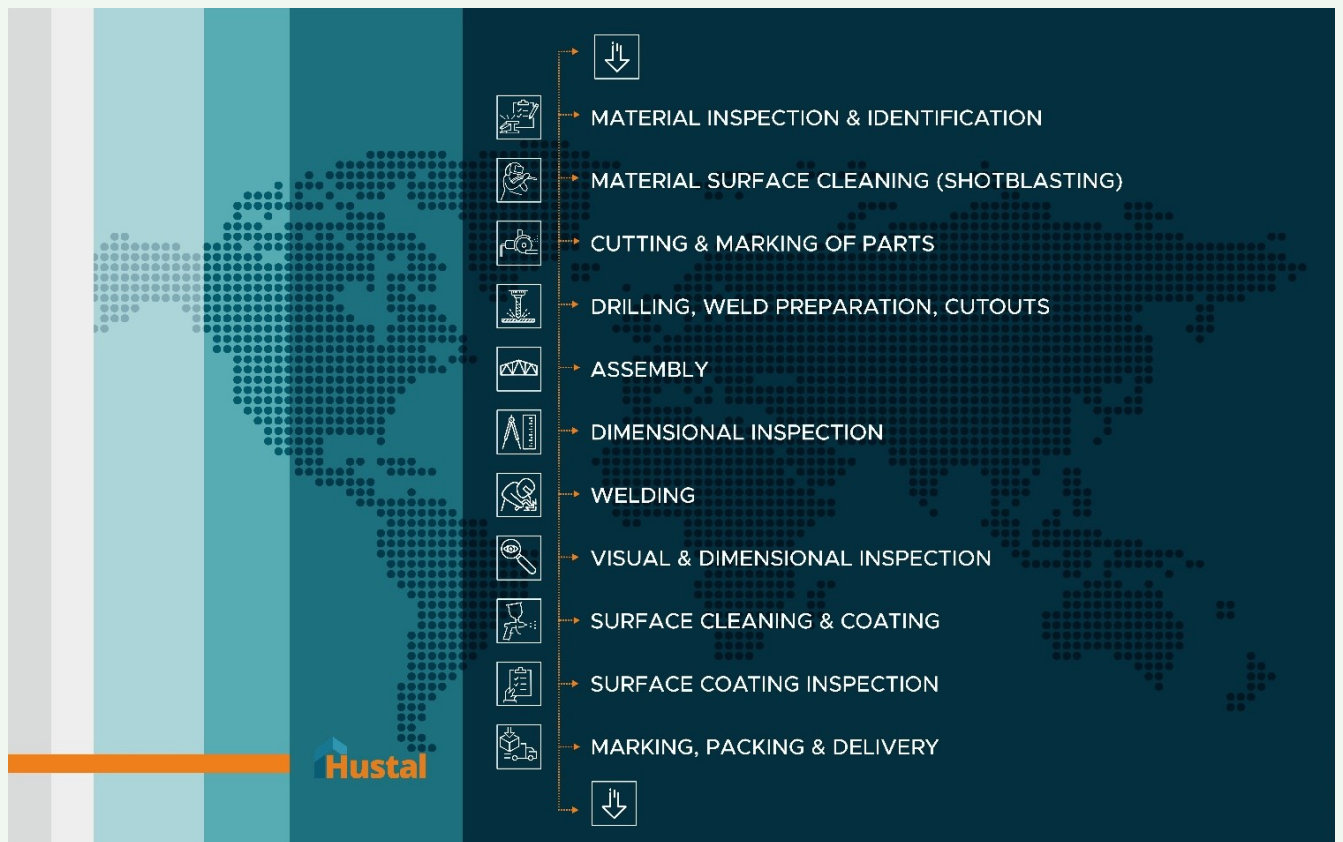 MATERIAL INSPECTION & IDENTIFICATION
MATERIAL SURFACE CLEANING (SHOTBLASTING)
CUTTING & MARKING OF PARTS
DRILLING, WELD PREPARATION, CUTOUTS
ASSEMBLY
DIMENSIONAL INSPECTION
WELDING
VISUAL & DIMENSIONAL INSPECTION
SURFACE CLEANING & COATING
SURFACE COATING INSPECTION
MARKING, PACKING & DELIVERY
Hustal